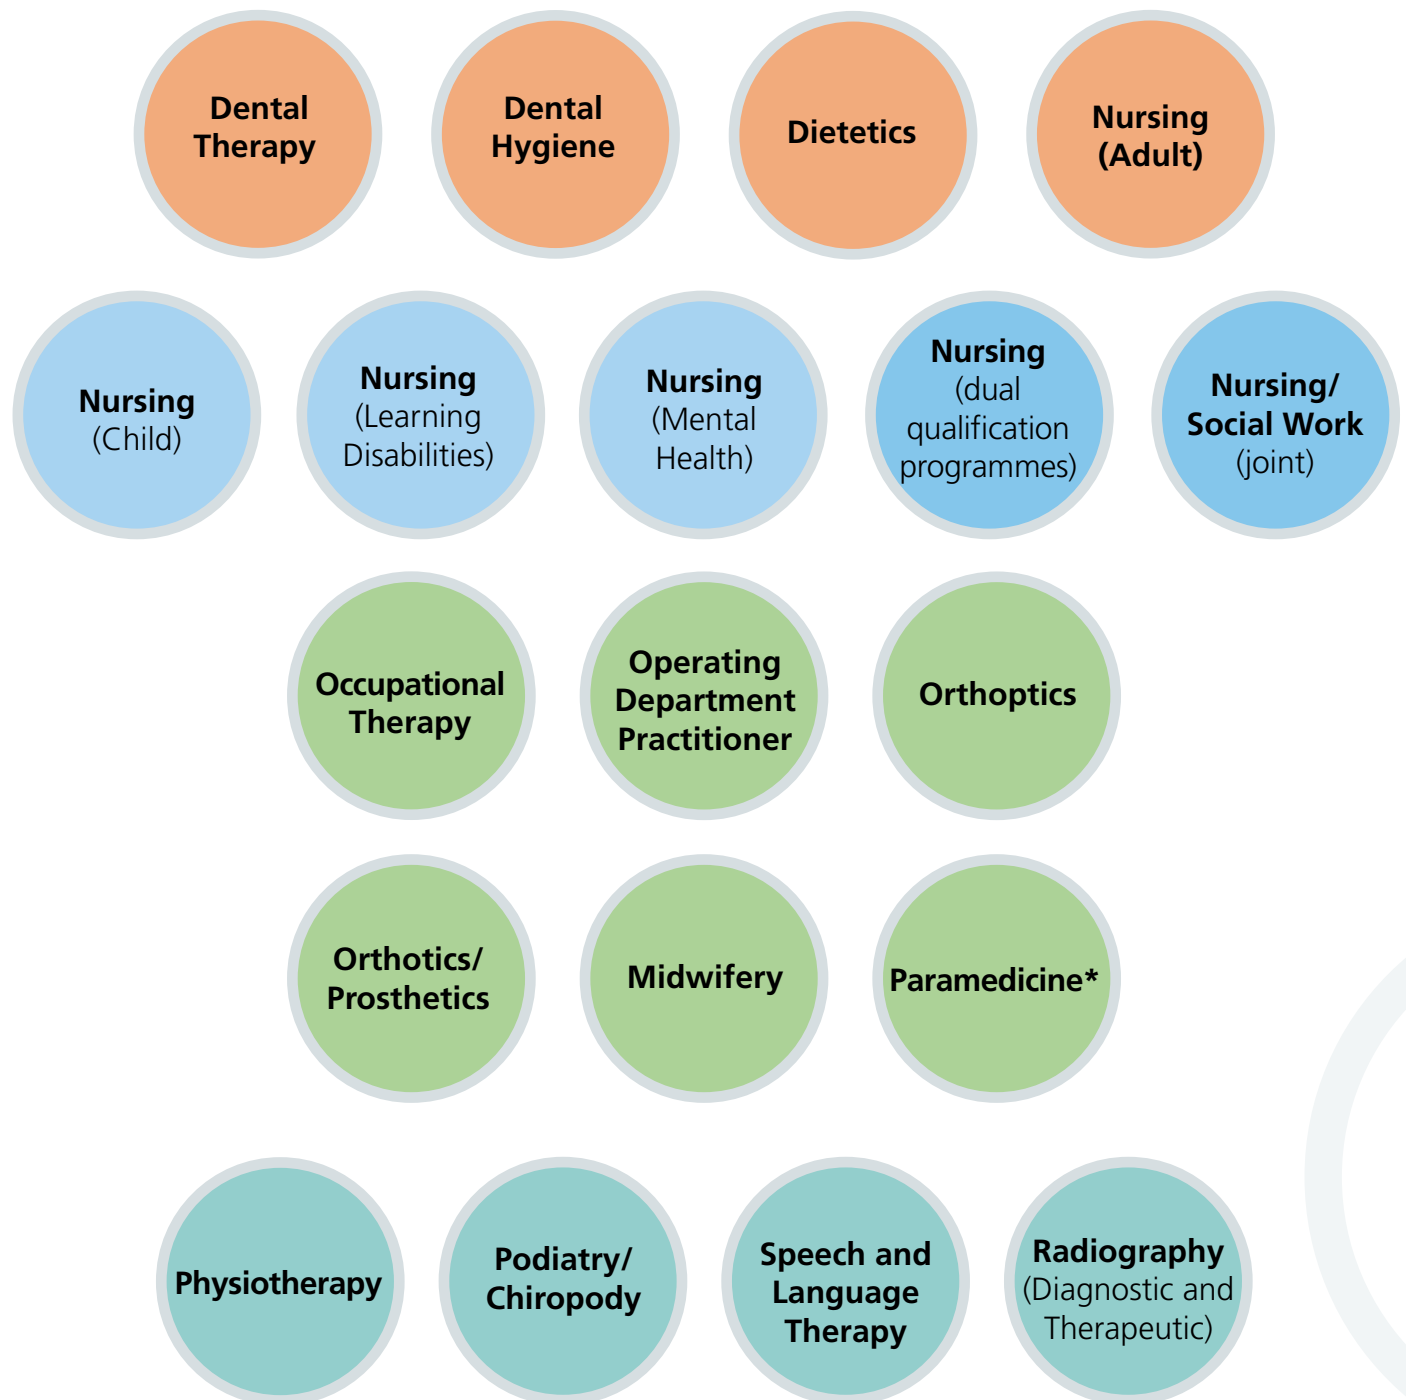 Dental
Therapy
Dental
Hygiene
Dietetics
Nursing
(Adult)
Nursing
(Child)
Nursing
(Learning
Disabilities)
Nursing
(Mental
Health)
Nursing
(dual
qualification
programmes)
Nursing/
Social Work
(joint)
Occupational
Therapy
Operating
Department
Practitioner
Orthoptics
Orthotics/
Prosthetics
Midwifery
Paramedicine*
Physiotherapy
Podiatry/
Chiropody
Speech and
Language
Therapy
Radiography
(Diagnostic and
Therapeutic)